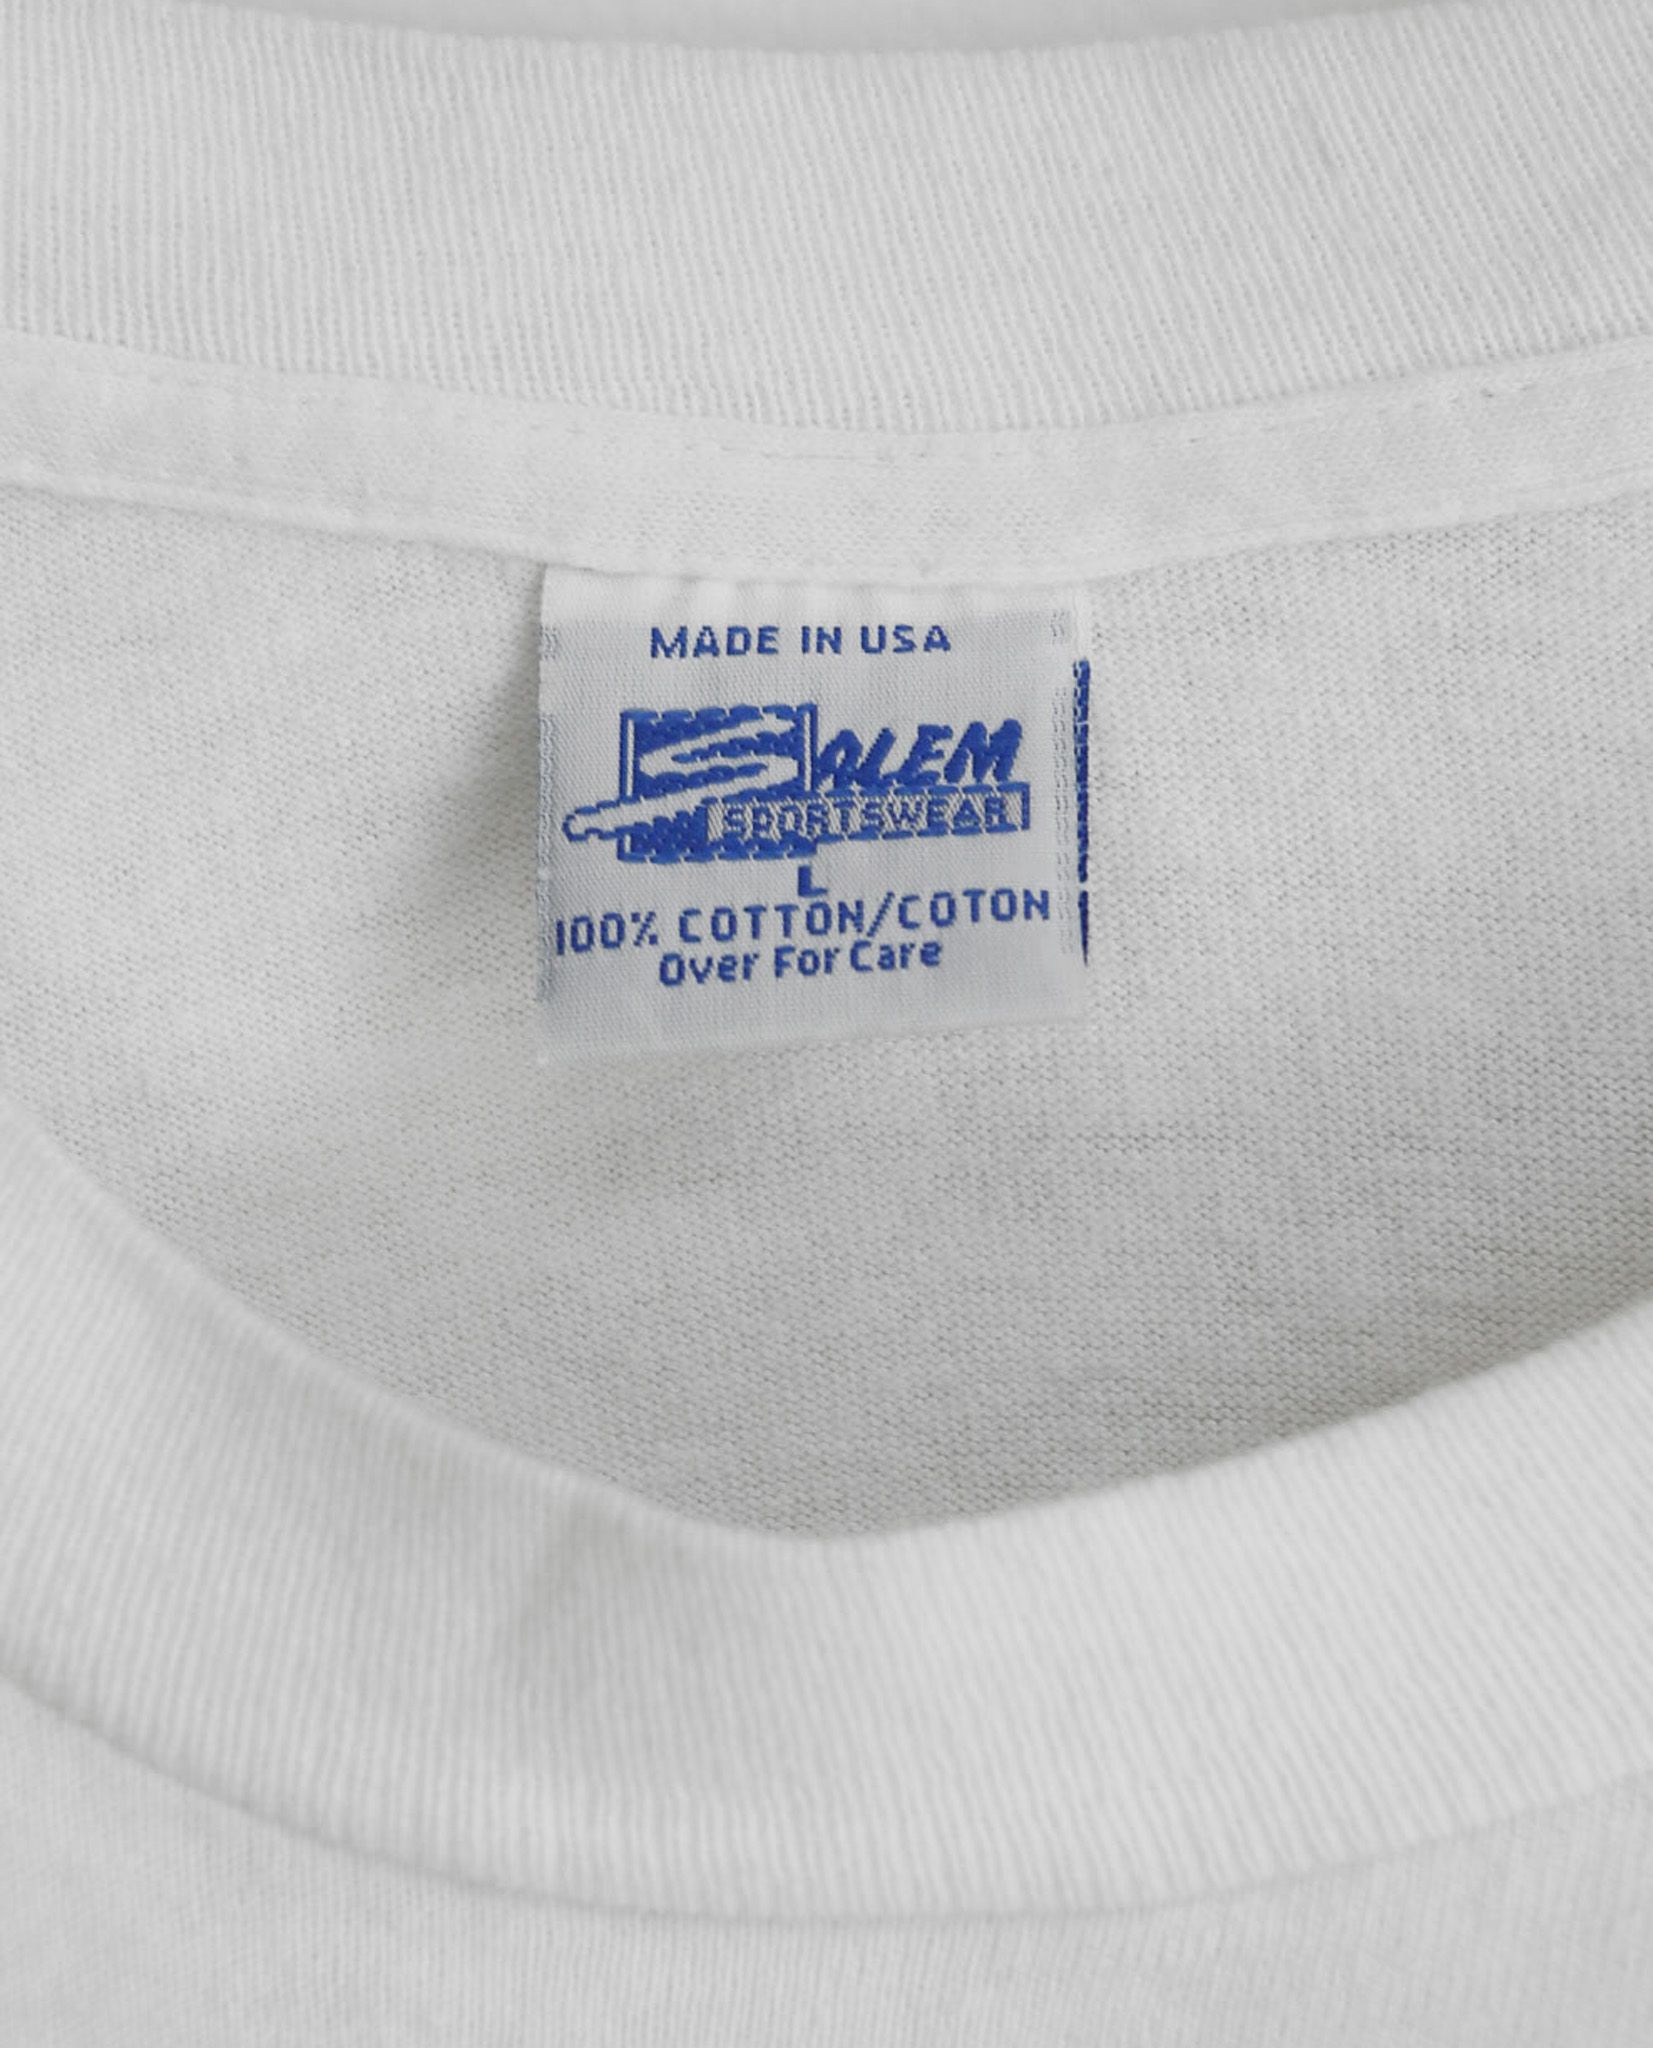 MADE IN USA
SALEM
SPORTSWEAR
L
100% COTTON/COTON
Over For Care